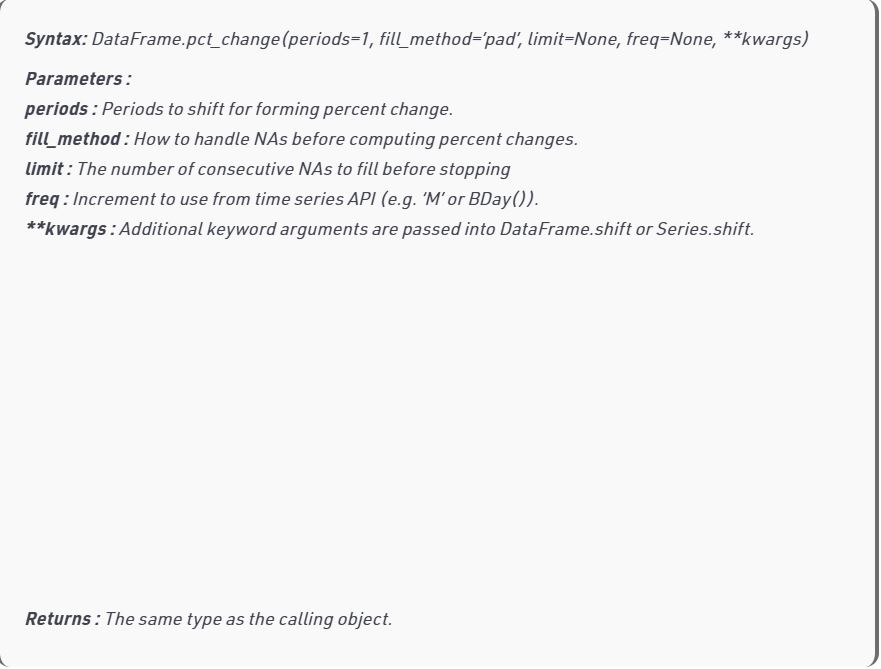 Syntax: DataFrame.pct_change(periods=1, fill_method=‘pad’, limit=None, freq=None, **kwargs)
Parameters :
periods : Periods to shift for forming percent change.
fill_method : How to handle NAs before computing percent changes.
limit : The number of consecutive NAs to fill before stopping
freq : Increment to use from time series API (e.g. ‘M’ or BDay()).
**kwargs : Additional keyword arguments are passed into DataFrame.shift or Series.shift.
Returns : The same type as the calling object.